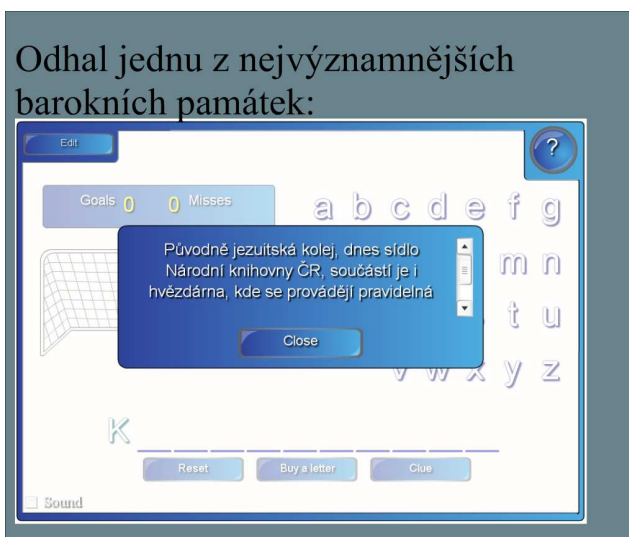 Odhal jednu z nejvýznamnějších
barokních památek:
Edit
?
Goals 0 0 Misses
a b c d e f g
Původně jezuitská kolej, dnes sídlo
Národní knihovny ČR, součástí je i
hvězdárna, kde se provádějí pravidelná
m n
t u
Close
v w x y z
K
Reset Buy a letter Clue
Sound